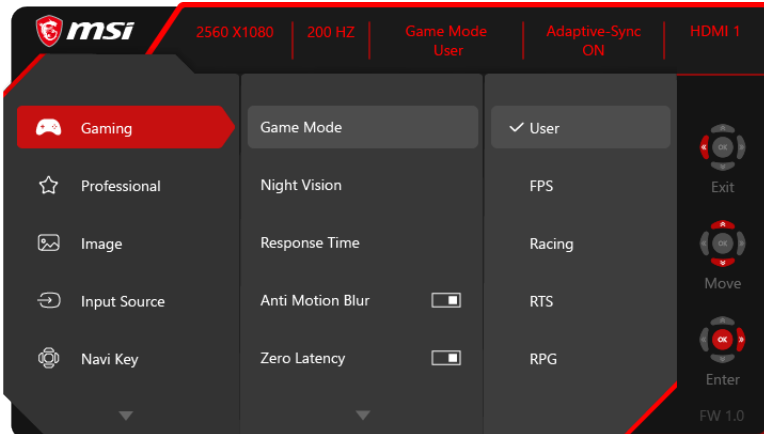 msi
2560 X1080
200 HZ
Game Mode
User
Adaptive-Sync
ON
HDMI 1
Gaming
Professional
Image
Input Source
Navi Key
Game Mode
Night Vision
Response Time
Anti Motion Blur
Zero Latency
User
FPS
Racing
RTS
RPG
OK
Exit
OK
Move
OK
Enter
FW 1.0